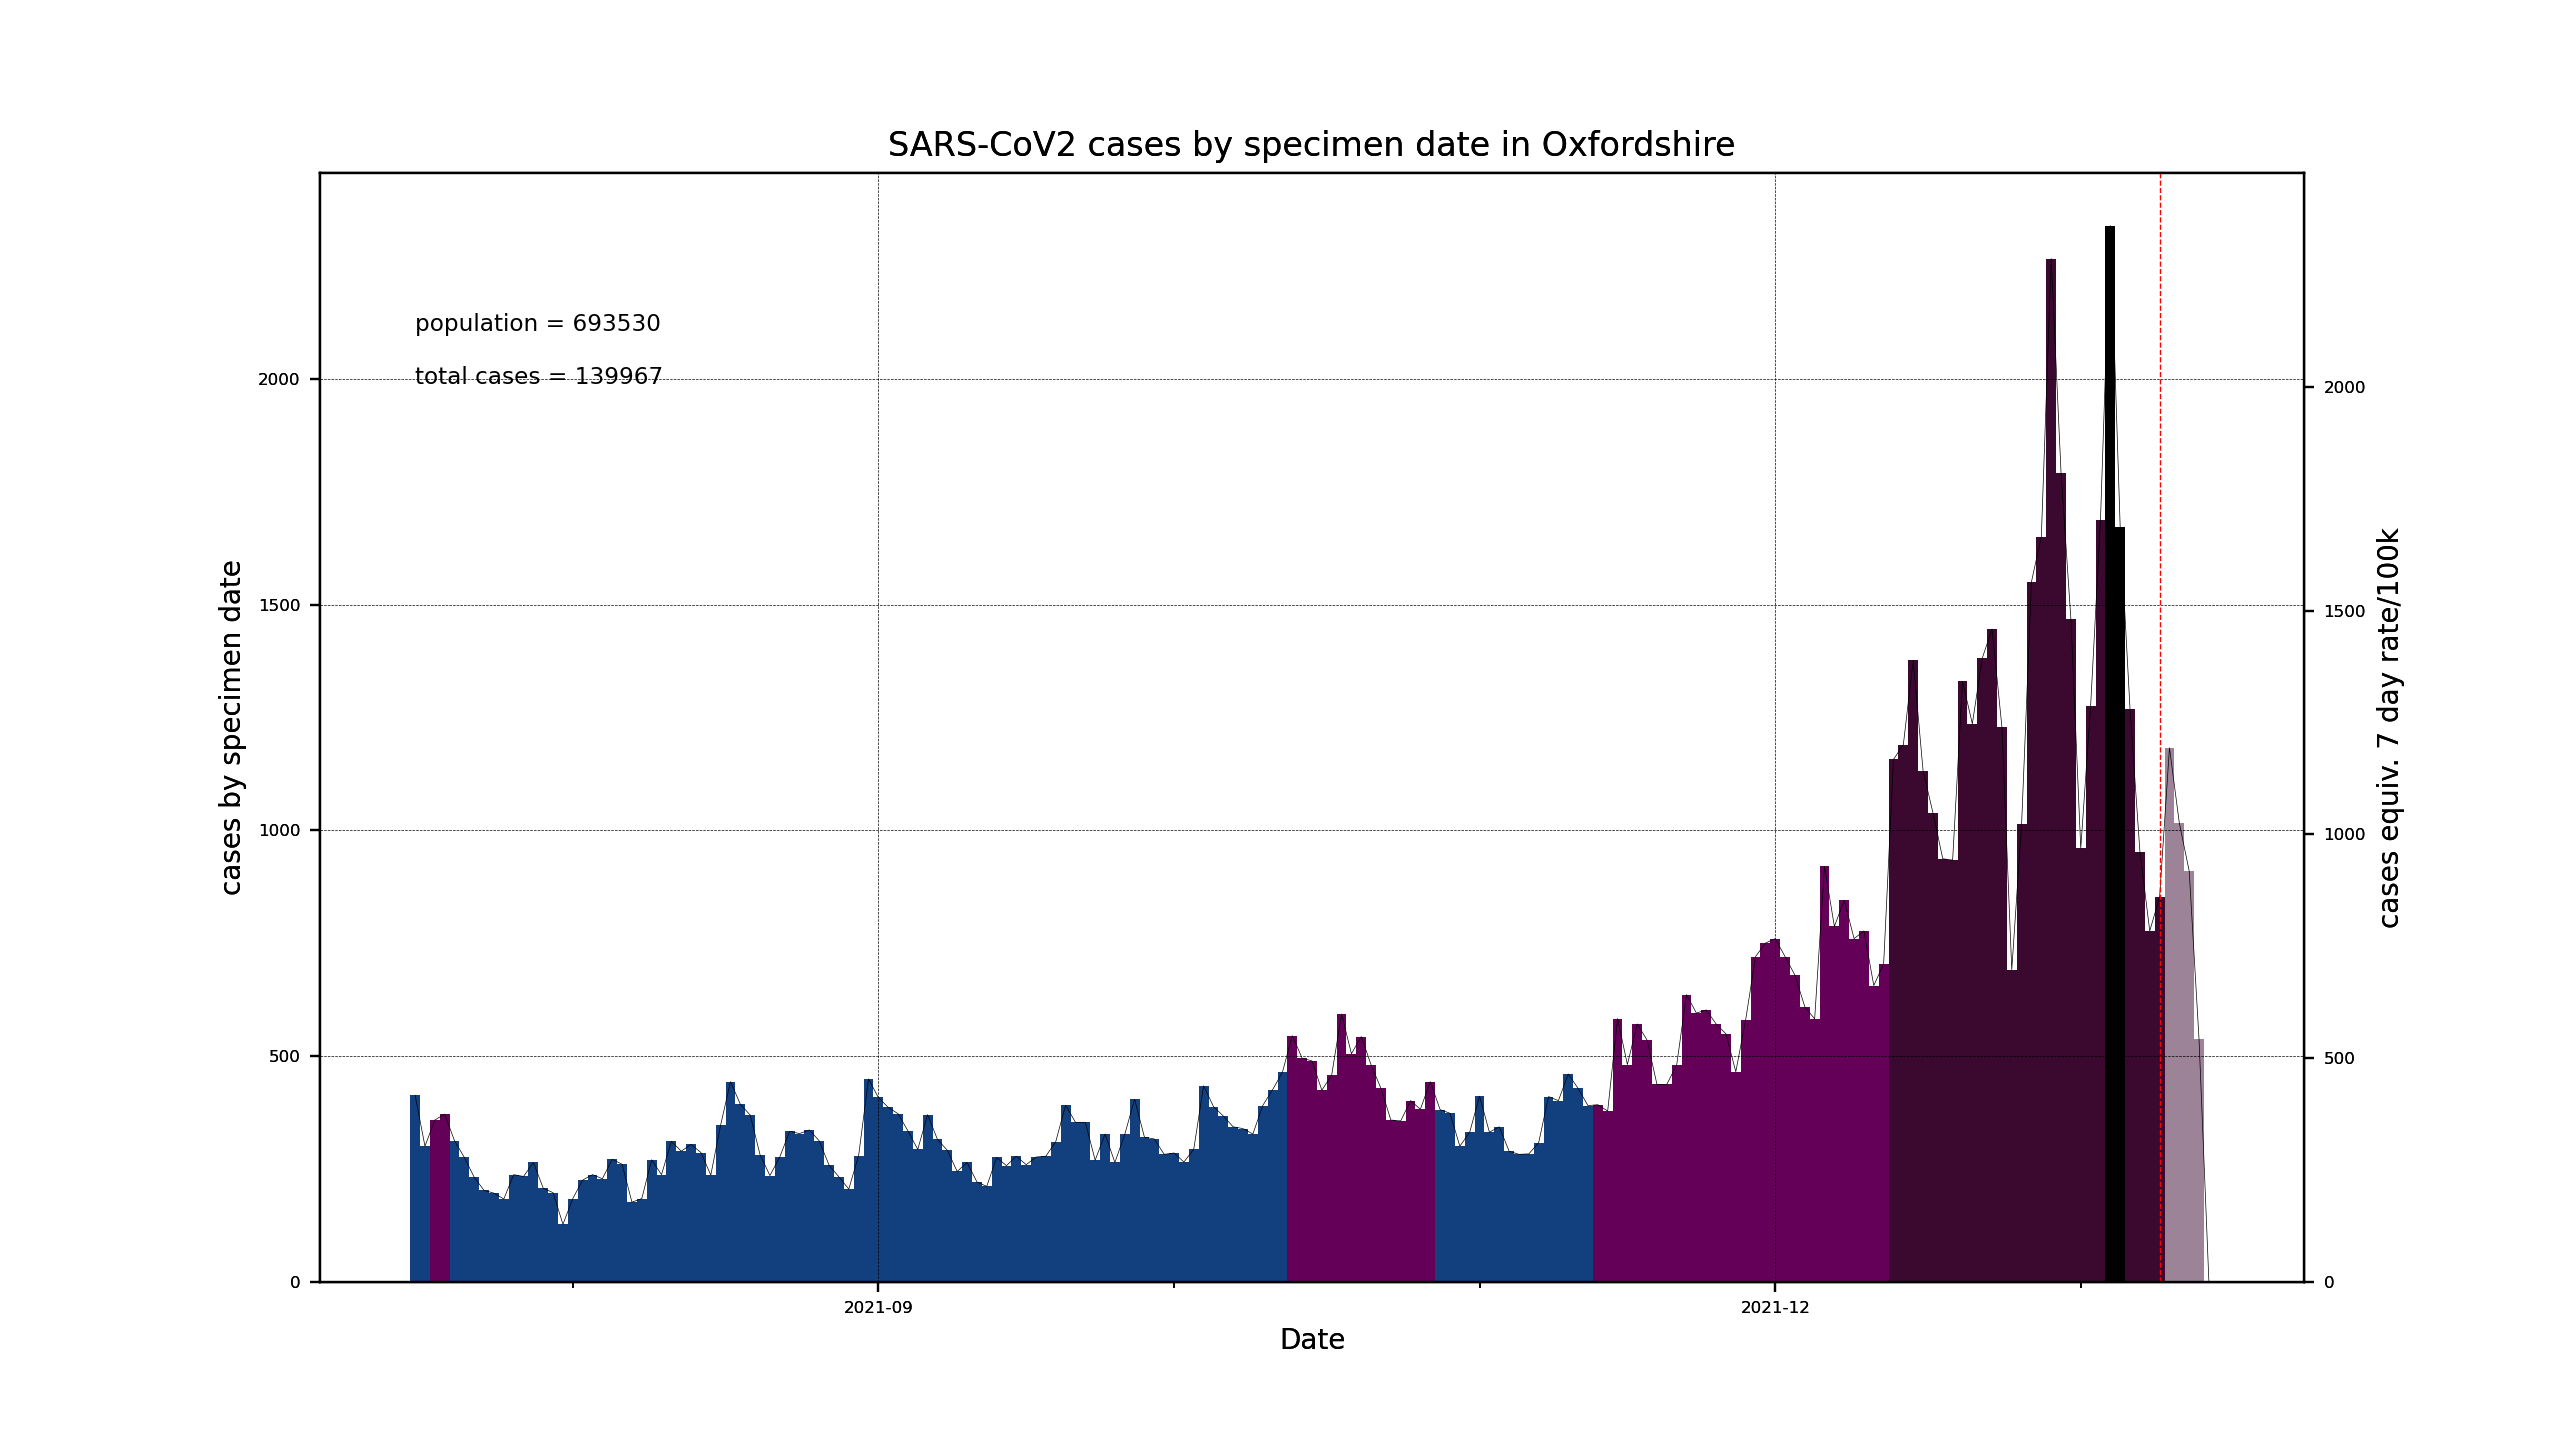 SARS-CoV2 cases by specimen date in Oxfordshire
population = 693530
total cases = 139967
cases by specimen date
2000
1500
1000
500
0
2000
1500
1000
500
0
cases equiv. 7 day rate/100k
2021-09
2021-12
Date